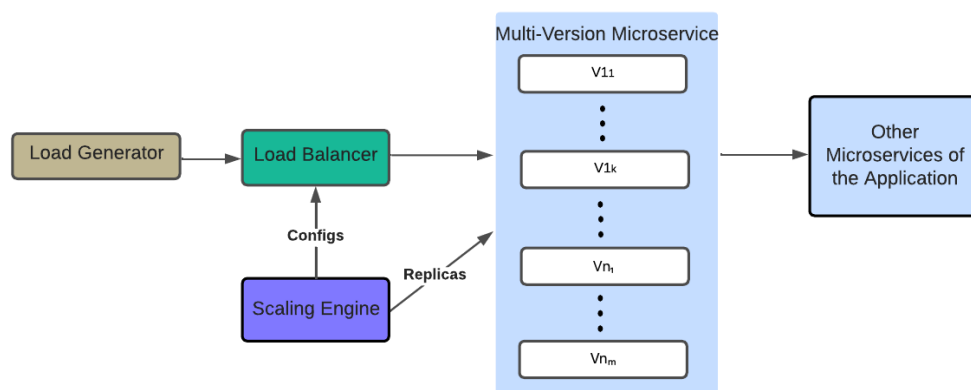 Multi-Version Microservice
V1₁
V1ₖ
Vn₁
Vnₘ
Load Generator
Load Balancer
Configs
Replicas
Scaling Engine
Other
Microservices of
the Application